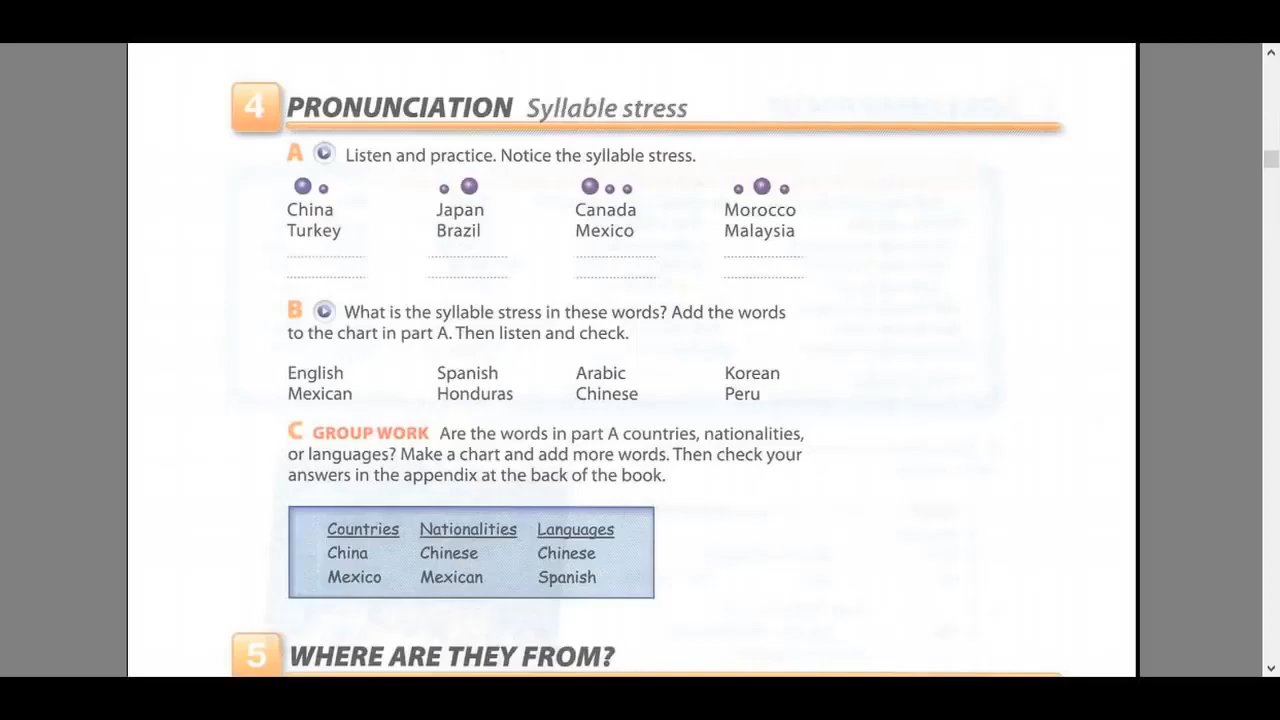 4 PRONUNCIATION Syllable stress
A Listen and practice. Notice the syllable stress.
China Japan Canada Morocco
Turkey Brazil Mexico Malaysia
B What is the syllable stress in these words? Add the words
to the chart in part A. Then listen and check.
English Spanish Arabic Korean
Mexican Honduras Chinese Peru
C GROUP WORK Are the words in part A countries, nationalities,
or languages? Make a chart and add more words. Then check your
answers in the appendix at the back of the book.
Countries Nationalities Languages
China Chinese Chinese
Mexico Mexican Spanish
5 WHERE ARE THEY FROM?